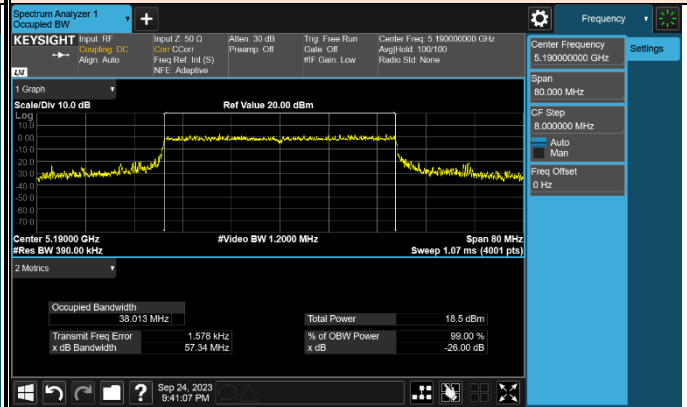 Spectrum Analyzer 1
Occupied BW
Frequency
KEYSIGHT
Input: RF
Coupling: DC
Align: Auto
Input Z: 50 Ω
Corr CCorr
Freq Ref: Int (S)
NFE: Adaptive
Atten: 30 dB
Preamp: Off
Trig: Free Run
Gate: Off
#IF Gain: Low
Center Freq: 5.190000000 GHz
Avg|Hold: 100/100
Radio Std: None
LXI
1 Graph
Scale/Div 10.0 dB
Ref Value 20.00 dBm
Log
10.0
0.00
-10.0
-20.0
-30.0
-40.0
-50.0
-60.0
-70.0
Center 5.19000 GHz
#Video BW 1.2000 MHz
Span 80 MHz
#Res BW 390.00 kHz
Sweep 1.07 ms (4001 pts)
2 Metrics
Occupied Bandwidth
38.013 MHz
Total Power 18.5 dBm
Transmit Freq Error 1.578 kHz
% of OBW Power 99.00 %
x dB Bandwidth 57.34 MHz
x dB -26.00 dB
Sep 24, 2023
9:41:07 PM
Center Frequency
5.190000000 GHz
Settings
Span
80.000 MHz
CF Step
8.000000 MHz
Auto
Man
Freq Offset
0 Hz